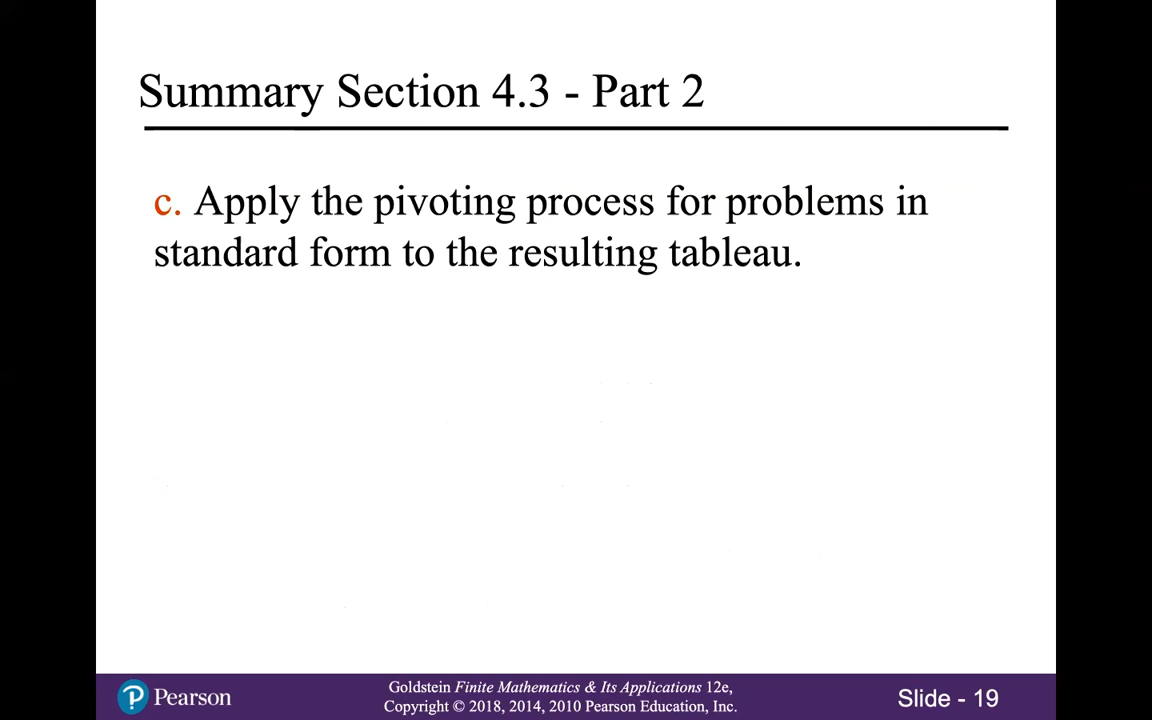 Summary Section 4.3 - Part 2
c. Apply the pivoting process for problems in
standard form to the resulting tableau.
Pearson
Goldstein Finite Mathematics & Its Applications 12e,
Copyright © 2018, 2014, 2010 Pearson Education, Inc.
Slide - 19